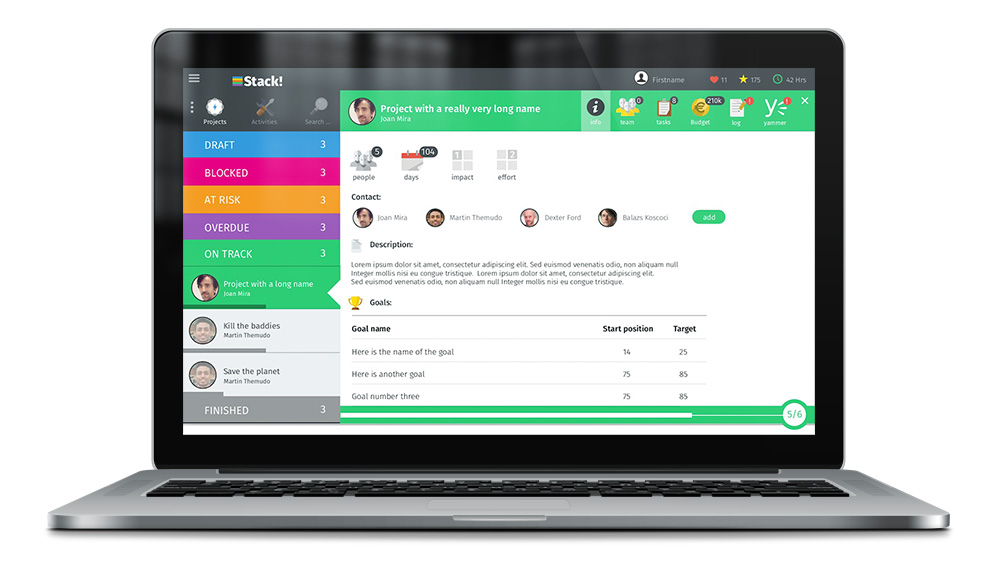 Stack!
Firstname
11
175
42 Hrs
Projects
Activities
Search ...
Project with a really very long name
Joan Mira
i
info
0
team
8
tasks
210k
Budget
!
log
!
yammer
DRAFT 3
BLOCKED 3
AT RISK 3
OVERDUE 3
ON TRACK 3
Project with a long name
Joan Mira
Kill the baddies
Martin Themudo
Save the planet
Martin Themudo
FINISHED 3
5
people
104
days
1
impact
2
effort
Contact:
Joan Mira
Martin Themudo
Dexter Ford
Balazs Koscoci
add
Description:
Lorem ipsum dolor sit amet, consectetur adipiscing elit. Sed euismod venenatis odio, non aliquam null
Integer mollis nisi eu congue tristique. Lorem ipsum dolor sit amet, consectetur adipiscing elit.
Sed euismod venenatis odio, non aliquam null Integer mollis nisi eu congue tristique.
Goals:
Goal name Start position Target
Here is the name of the goal 14 25
Here is another goal 75 85
Goal number three 75 85
5/6